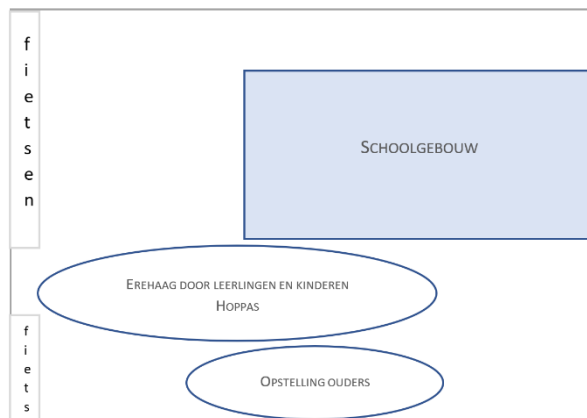 fietsen
SCHOOLGEBOUW
EREHAAG DOOR LEERLINGEN EN KINDEREN
HOPPAS
fiets
OPSTELLING OUDERS